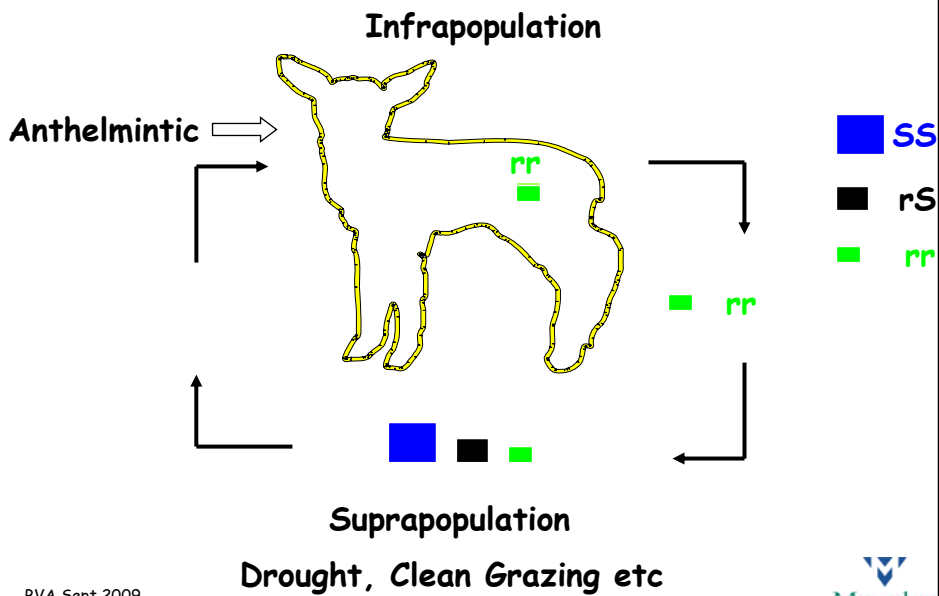 Infrapopulation
Anthelmintic
rr
SS
rS
rr
rr
Suprapopulation
Drought, Clean Grazing etc